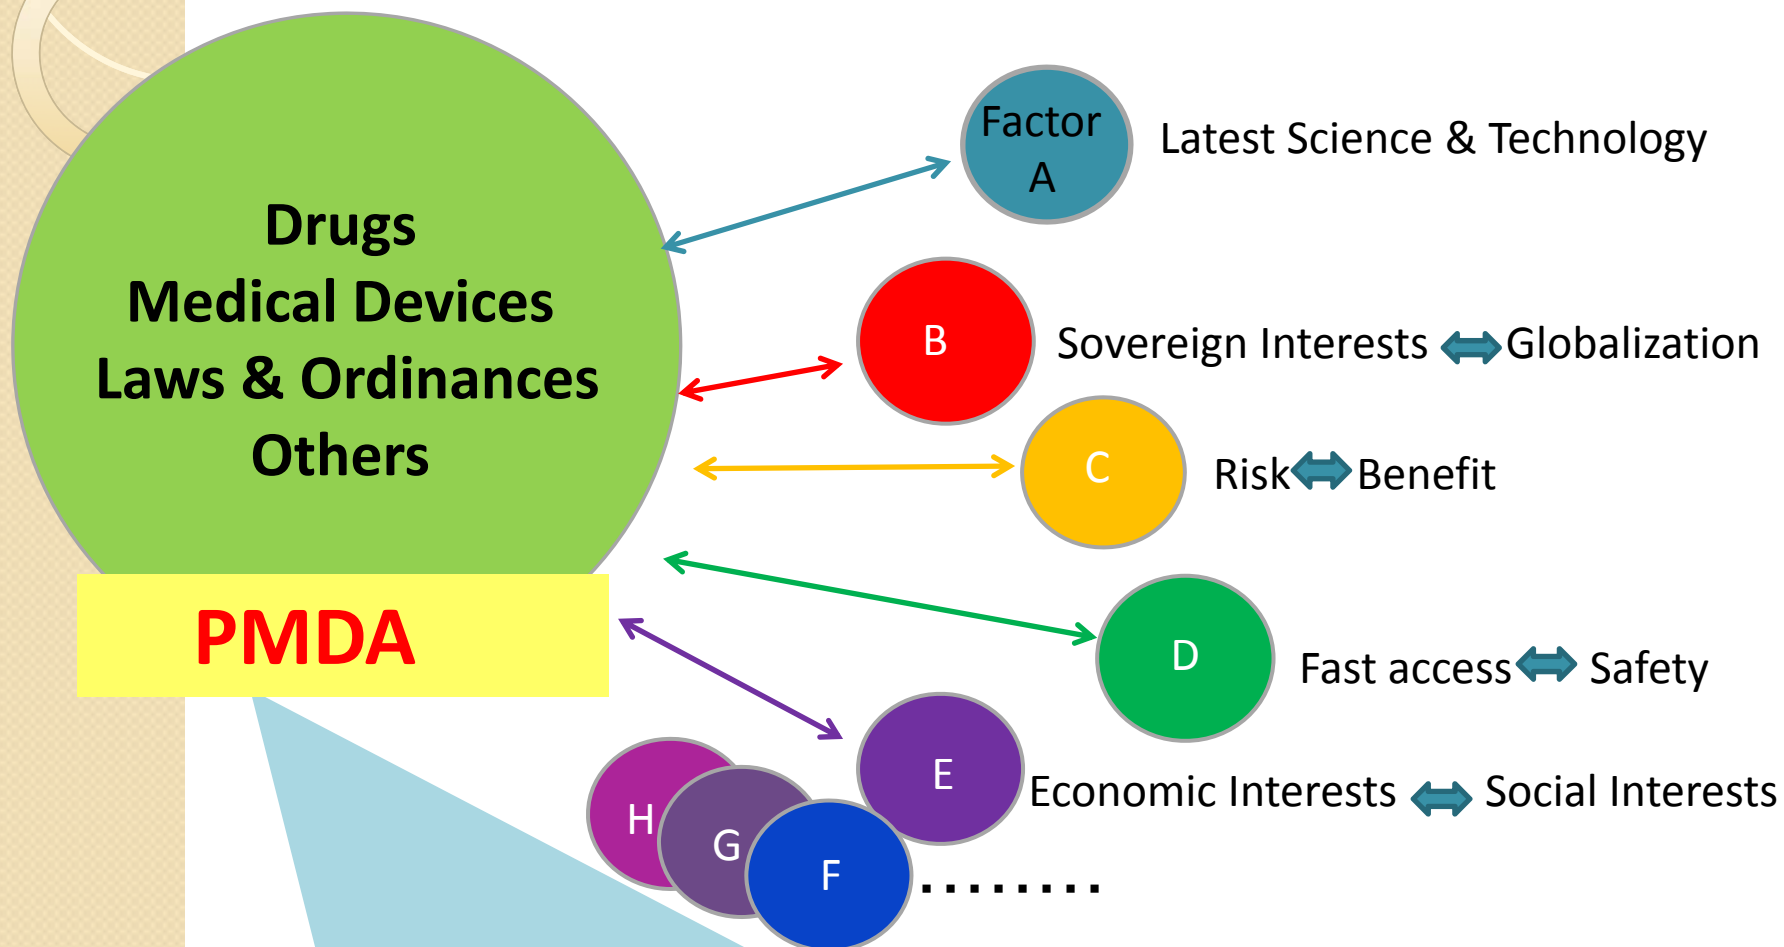 Drugs
Medical Devices
Laws & Ordinances
Others
PMDA
Factor
A
Latest Science & Technology
B
Sovereign Interests Globalization
C
Risk Benefit
D
Fast access Safety
E
Economic Interests Social Interests
H
G
F
........